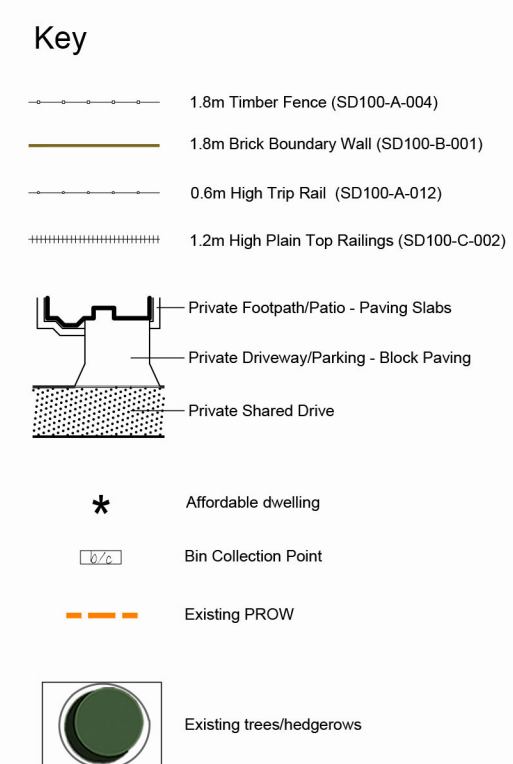 Key
1.8m Timber Fence (SD100-A-004)
1.8m Brick Boundary Wall (SD100-B-001)
0.6m High Trip Rail (SD100-A-012)
1.2m High Plain Top Railings (SD100-C-002)
Private Footpath/Patio - Paving Slabs
Private Driveway/Parking - Block Paving
Private Shared Drive
* Affordable dwelling
b/c Bin Collection Point
Existing PROW
Existing trees/hedgerows